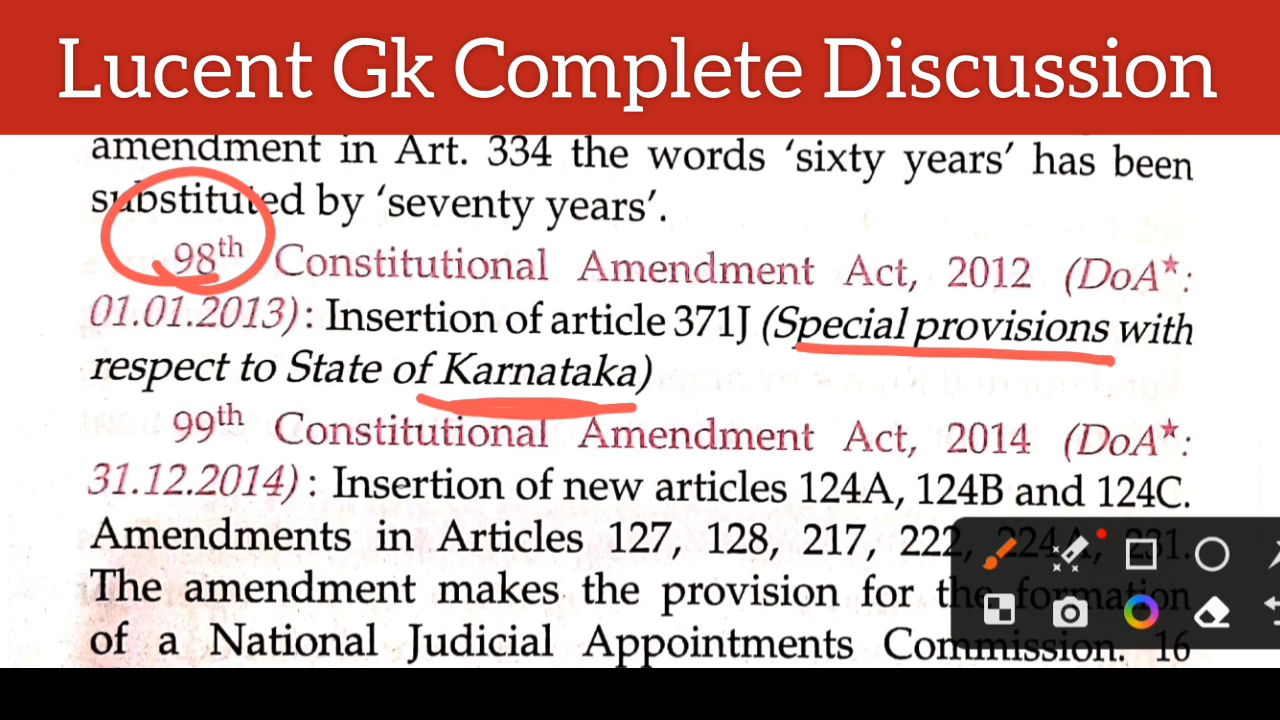 Lucent Gk Complete Discussion
amendment in Art. 334 the words ‘sixty years’ has been
substituted by ‘seventy years’.
98th Constitutional Amendment Act, 2012 (DoA★:
01.01.2013): Insertion of article 371J (Special provisions with
respect to State of Karnataka)
99th Constitutional Amendment Act, 2014 (DoA★:
31.12.2014): Insertion of new articles 124A, 124B and 124C.
Amendments in Articles 127, 128, 217, 222, 224A, 231.
The amendment makes the provision for the formation
of a National Judicial Appointments Commission. 16